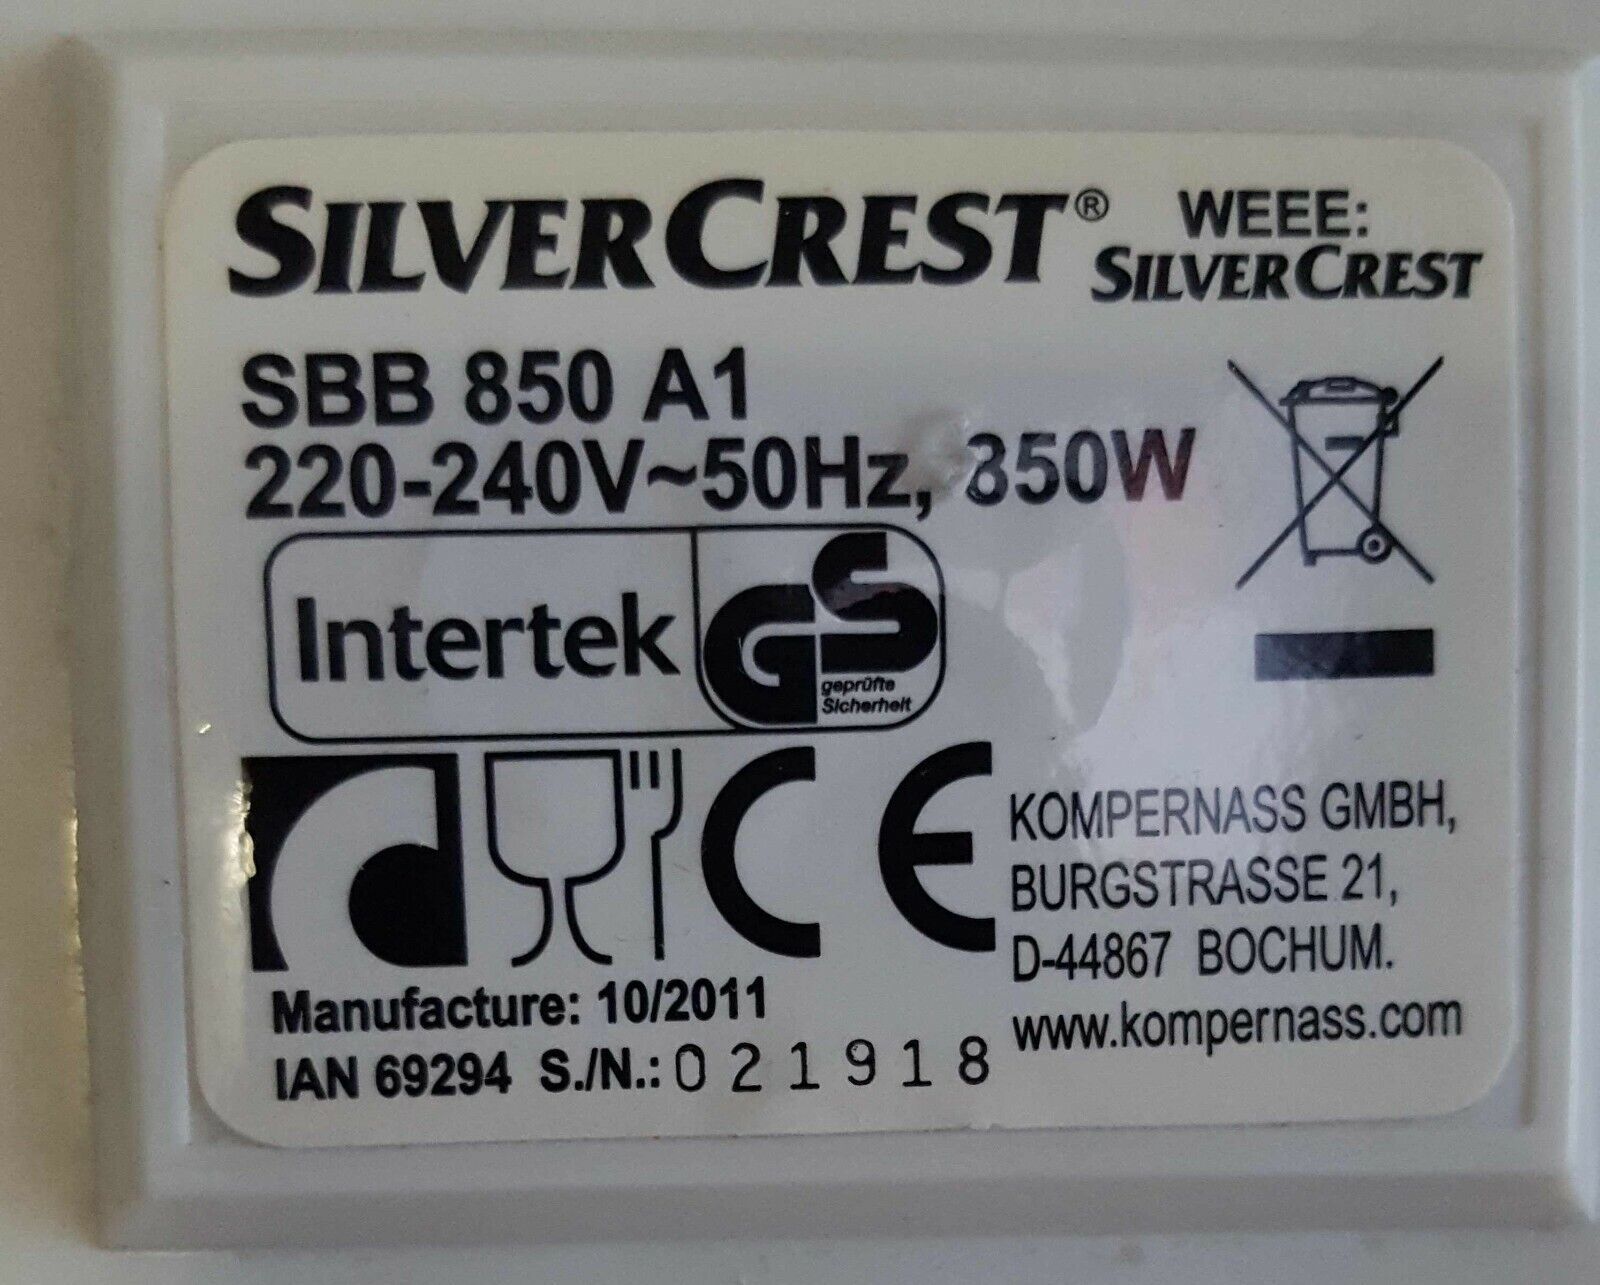 SILVERCREST®
WEEE:
SILVERCREST
SBB 850 A1
220-240V~50Hz, 850W
Intertek
GS
geprüfte
Sicherheit
CE
KOMPERNASS GMBH,
BURGSTRASSE 21,
D-44867 BOCHUM.
www.kompernass.com
Manufacture: 10/2011
IAN 69294 S./N.: 021918